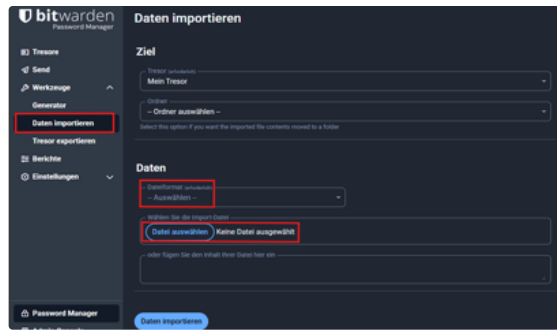 bitwarden
Password Manager
Tresore
Send
Werkzeuge
Generator
Daten importieren
Tresor exportieren
Berichte
Einstellungen
Password Manager
Daten importieren
Ziel
Tresor (erforderlich)
Mein Tresor
Ordner
-- Ordner auswählen --
Select this option if you want the imported file contents moved to a folder
Daten
Dateiformat (erforderlich)
-- Auswählen --
Wählen Sie die Import-Datei
Datei auswählen Keine Datei ausgewählt
oder fügen Sie den Inhalt Ihrer Datei hier ein
Daten importieren